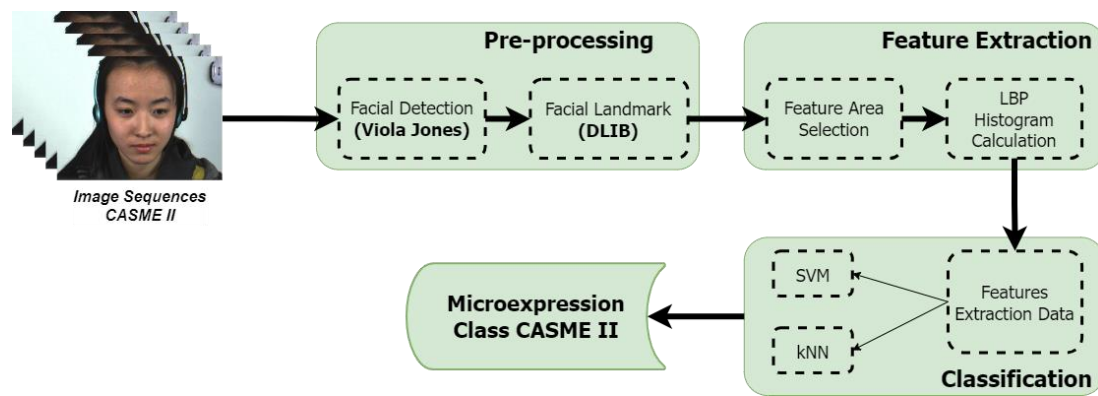 Pre-processing
Feature Extraction
Facial Detection
(Viola Jones)
Facial Landmark
(DLIB)
Feature Area
Selection
LBP
Histogram
Calculation
Image Sequences
CASME II
SVM
kNN
Features
Extraction Data
Classification
Microexpression
Class CASME II